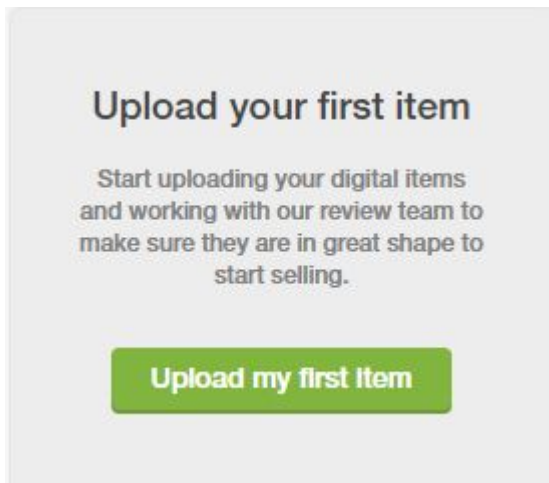 Upload your first item
Start uploading your digital items
and working with our review team to
make sure they are in great shape to
start selling.
Upload my first item